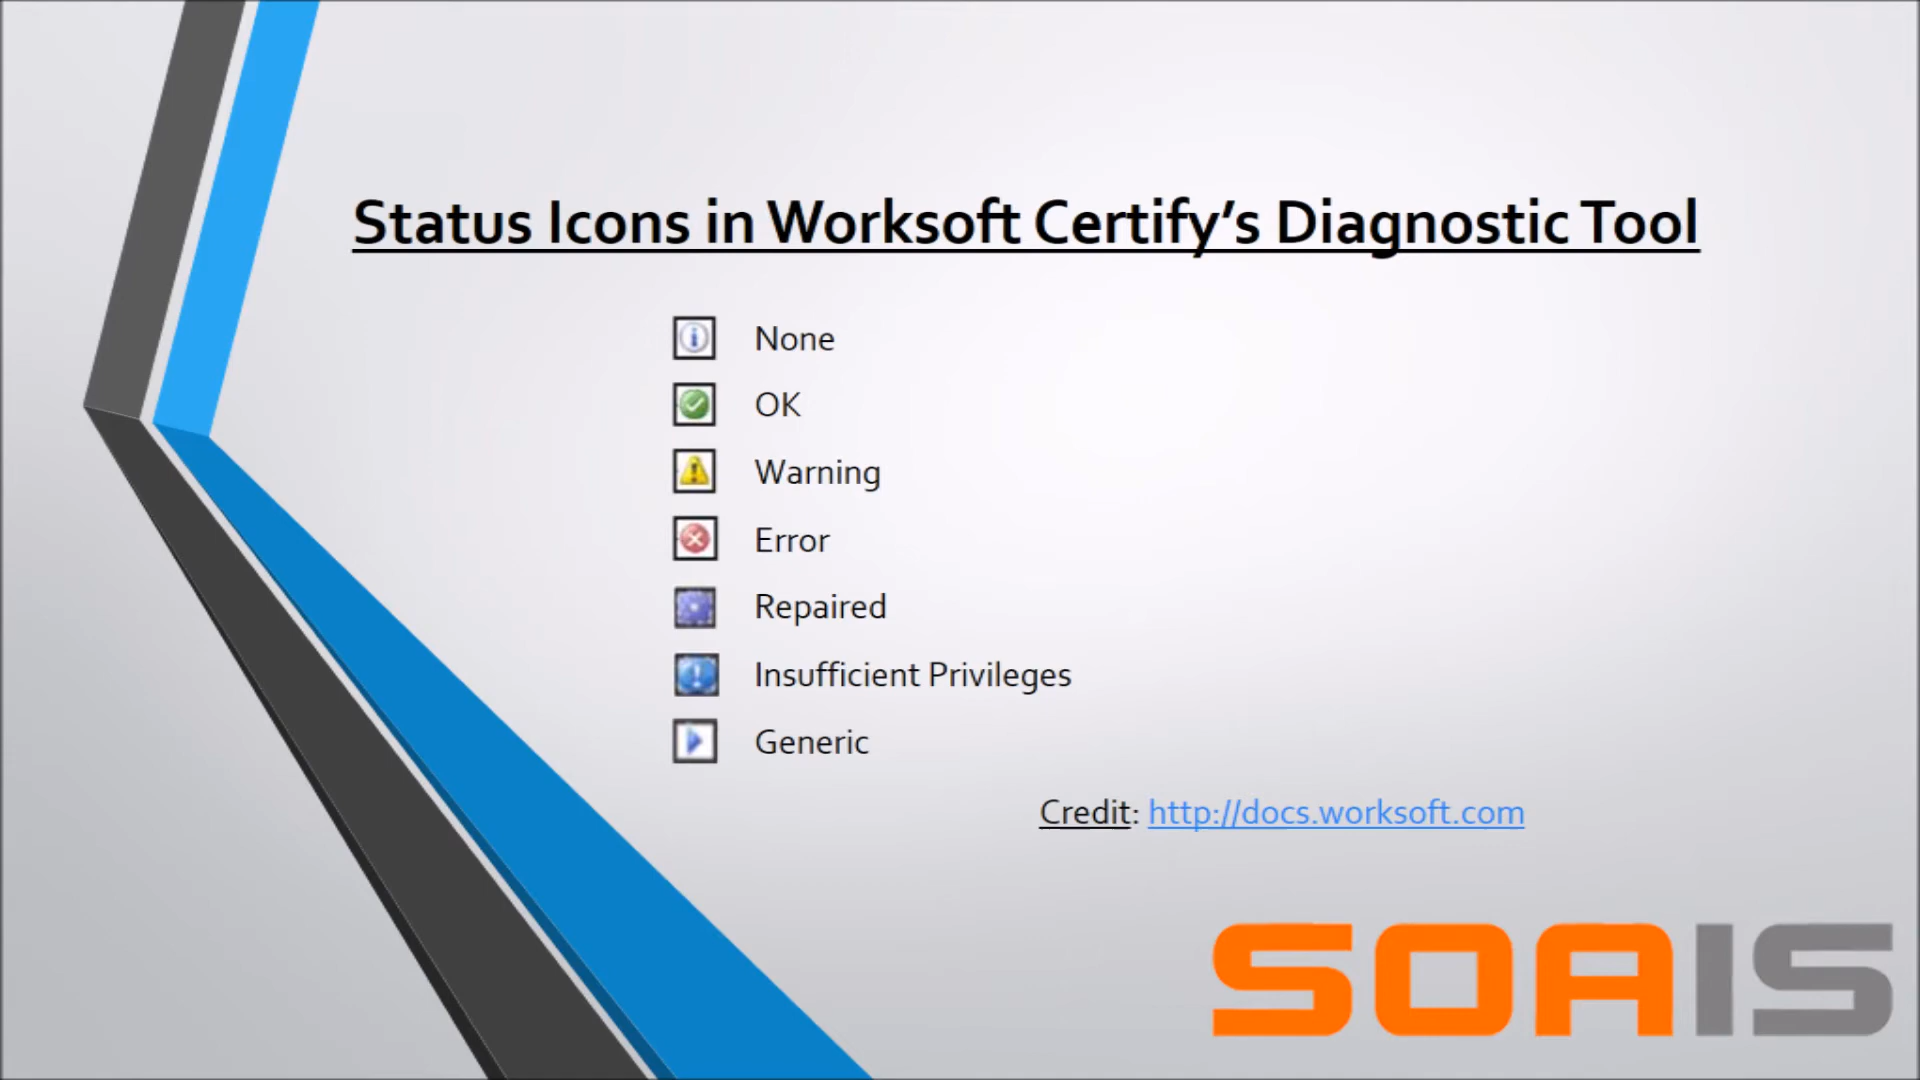 Status Icons in Worksoft Certify’s Diagnostic Tool
None
OK
Warning
Error
Repaired
Insufficient Privileges
Generic
Credit: http://docs.worksoft.com
SOAIS